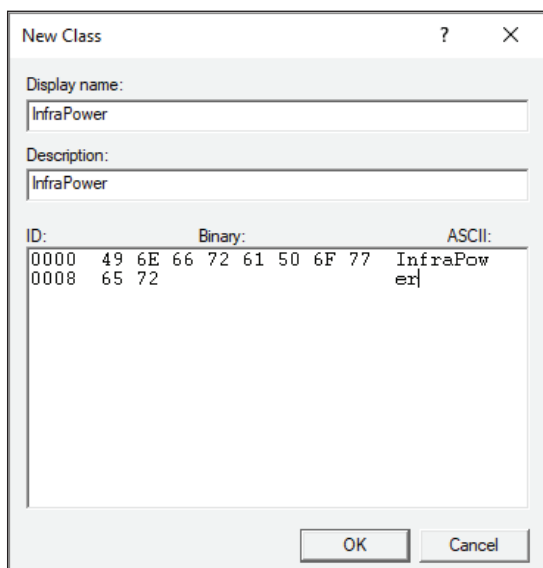 New Class ? ×
Display name:
InfraPower
Description:
InfraPower
ID: Binary: ASCII:
0000 49 6E 66 72 61 50 6F 77 InfraPow
0008 65 72 er
OK Cancel